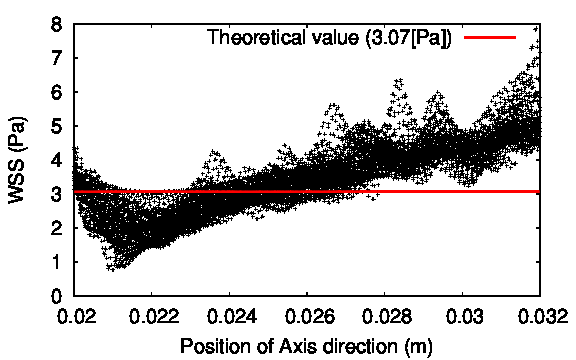 8
Theoretical value (3.07[Pa])
7
6
5
WSS (Pa)
4
3
2
1
0
0.02 0.022 0.024 0.026 0.028 0.03 0.032
Position of Axis direction (m)